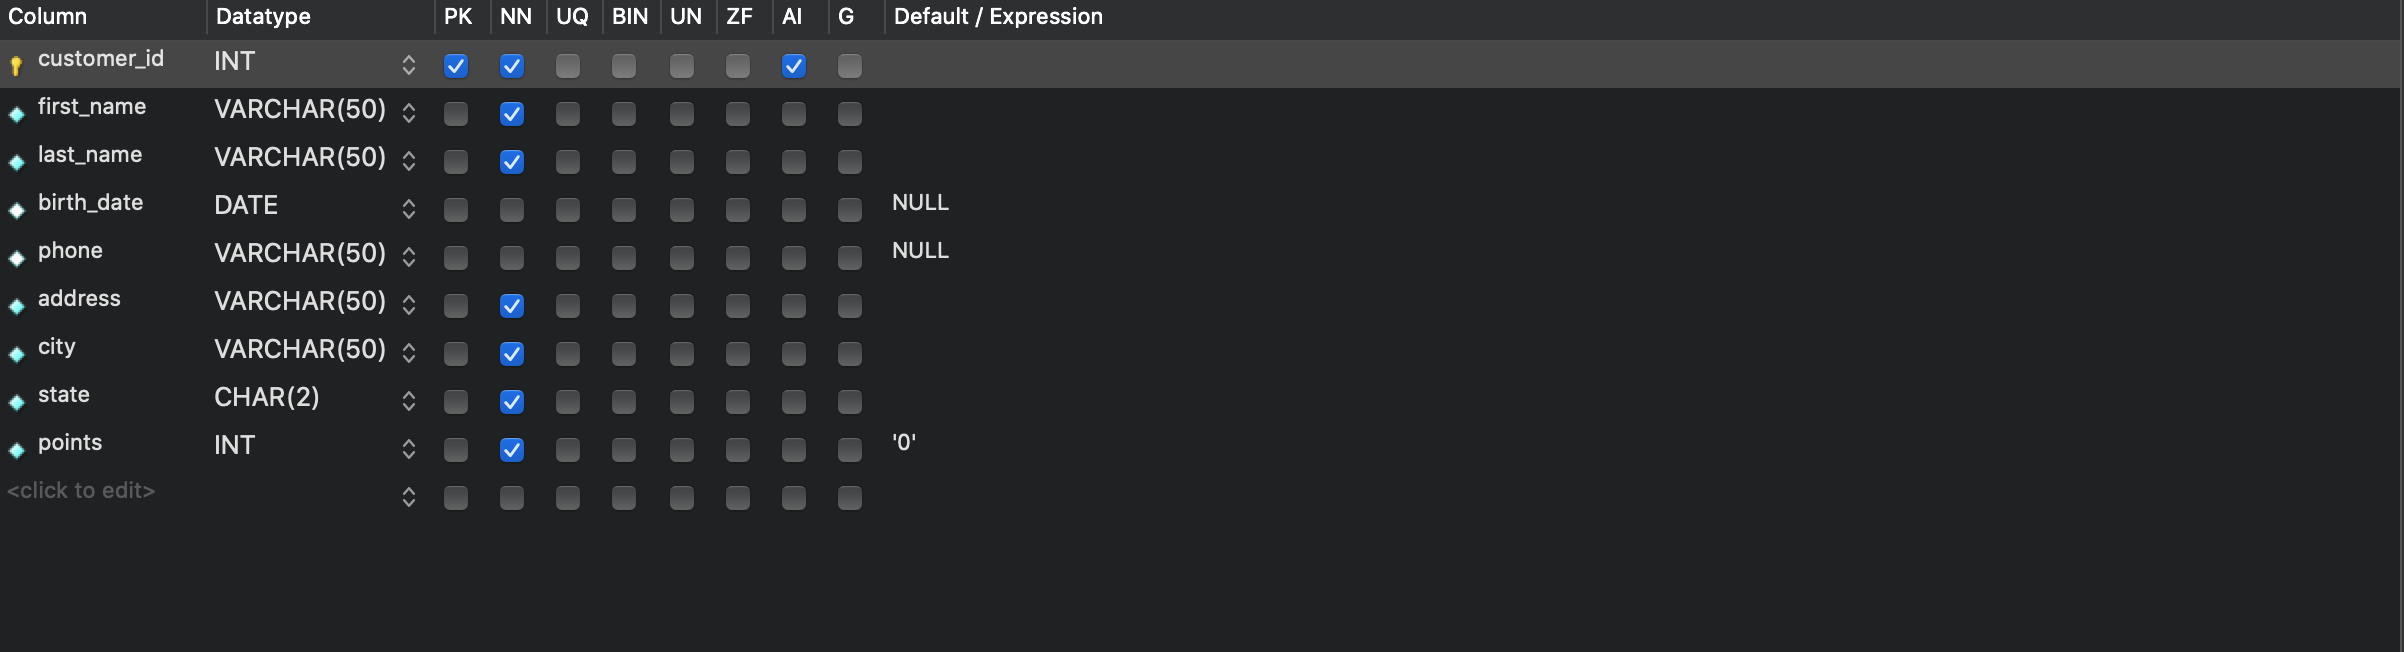 Column Datatype PK NN UQ BIN UN ZF AI G Default / Expression
customer_id INT
first_name VARCHAR(50)
last_name VARCHAR(50)
birth_date DATE NULL
phone VARCHAR(50) NULL
address VARCHAR(50)
city VARCHAR(50)
state CHAR(2)
points INT '0'
<click to edit>